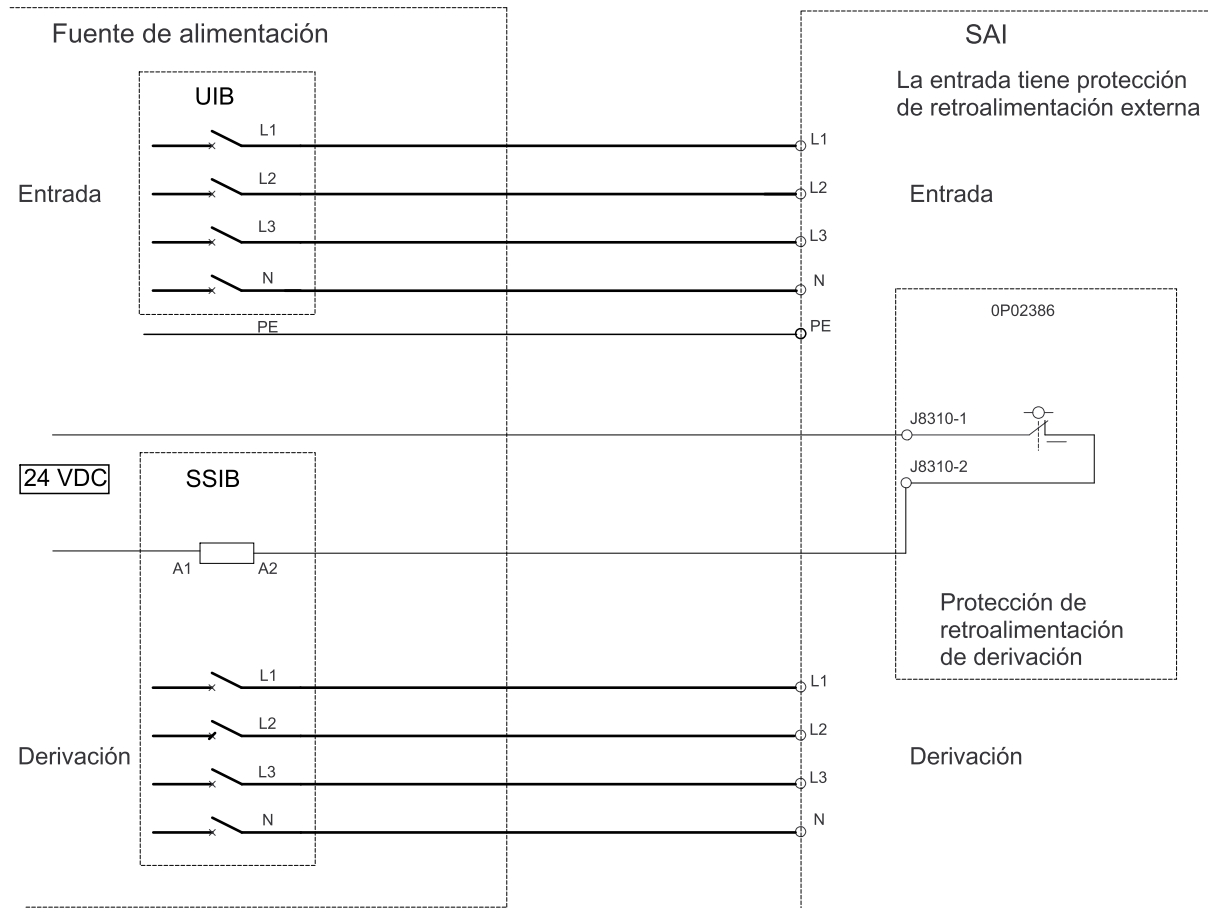 Fuente de alimentación
SAI
La entrada tiene protección
de retroalimentación externa
UIB
L1
L1
L2
L2
Entrada
Entrada
L3
L3
N
N
0P02386
PE
PE
J8310-1
J8310-2
24 VDC
SSIB
A1
A2
Protección de
retroalimentación
de derivación
L1
L1
L2
L2
Derivación
Derivación
L3
L3
N
N